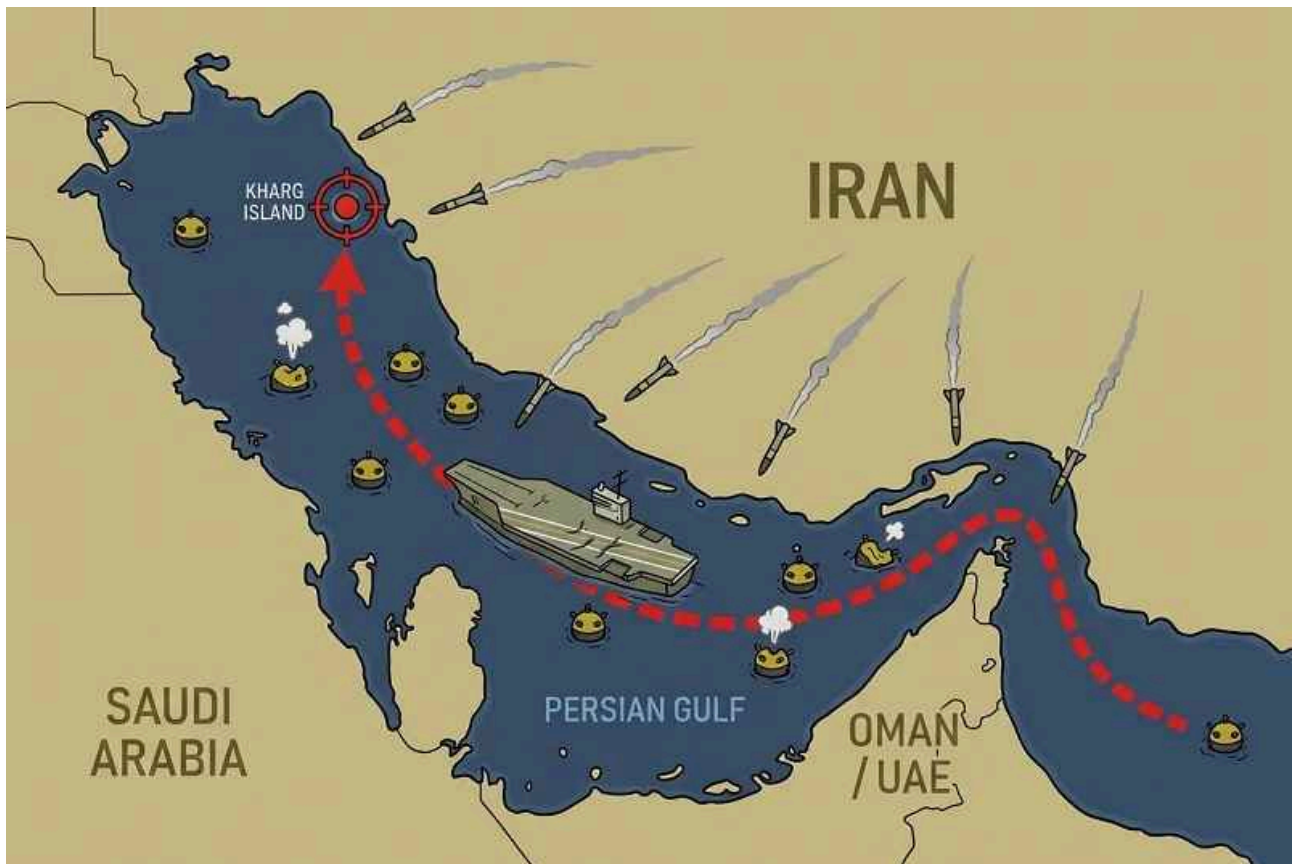 KHARG
ISLAND
IRAN
SAUDI
ARABIA
PERSIAN GULF
OMAN
/ UAE